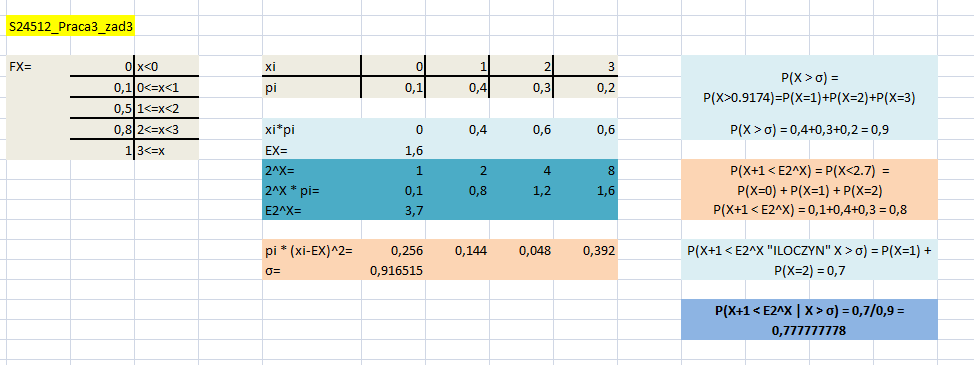 S24512_Praca3_zad3
FX= 0 x<0
0,1 0<=x<1
0,5 1<=x<2
0,8 2<=x<3
1 3<=x
xi 0 1 2 3
pi 0,1 0,4 0,3 0,2
xi*pi 0 0,4 0,6 0,6
EX= 1,6
2^X= 1 2 4 8
2^X * pi= 0,1 0,8 1,2 1,6
E2^X= 3,7
pi * (xi-EX)^2= 0,256 0,144 0,048 0,392
σ= 0,916515
P(X > σ) =
P(X>0.9174)=P(X=1)+P(X=2)+P(X=3)
P(X > σ) = 0,4+0,3+0,2 = 0,9
P(X+1 < E2^X) = P(X<2.7) =
P(X=0) + P(X=1) + P(X=2)
P(X+1 < E2^X) = 0,1+0,4+0,3 = 0,8
P(X+1 < E2^X "ILOCZYN" X > σ) = P(X=1) +
P(X=2) = 0,7
P(X+1 < E2^X | X > σ) = 0,7/0,9 =
0,777777778